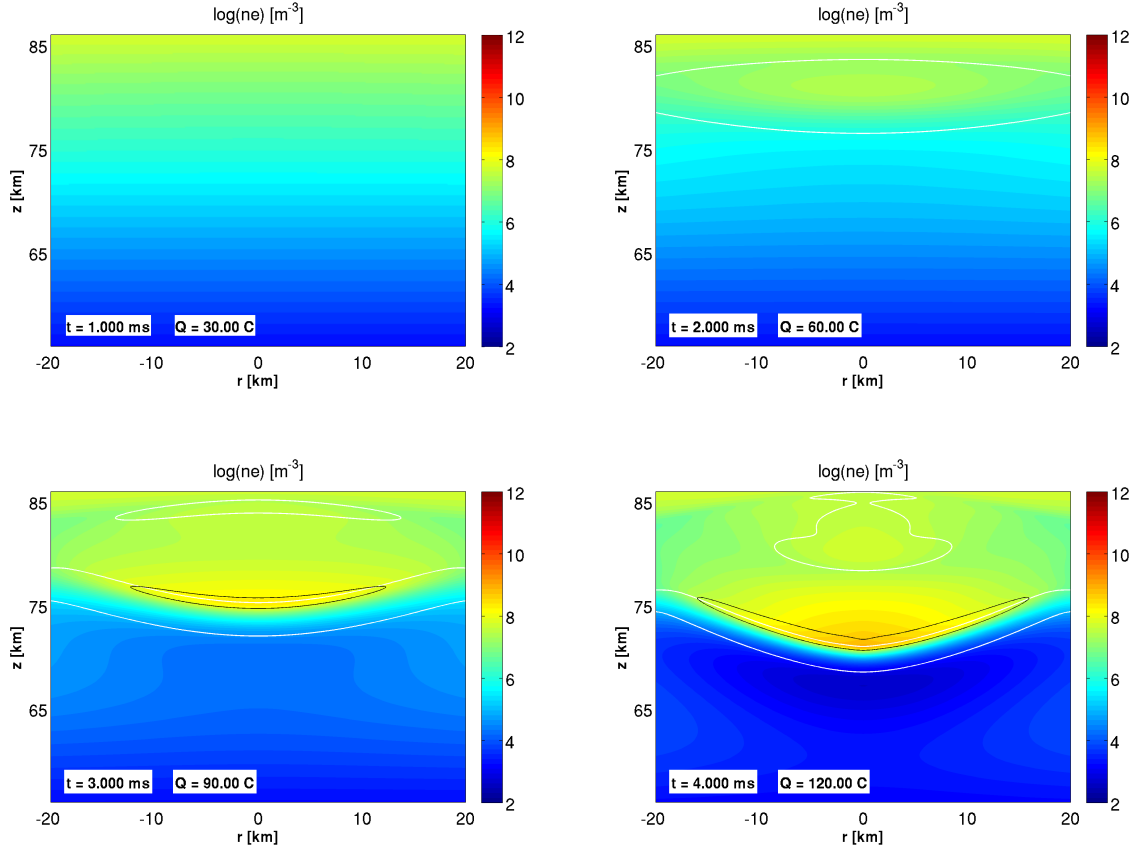 log(ne) [m-3]
85
75
65
z [km]
t = 1.000 ms Q = 30.00 C
-20 -10 0 10 20
r [km]
12
10
8
6
4
2
log(ne) [m-3]
85
75
65
z [km]
t = 2.000 ms Q = 60.00 C
-20 -10 0 10 20
r [km]
12
10
8
6
4
2
log(ne) [m-3]
85
75
65
z [km]
t = 3.000 ms Q = 90.00 C
-20 -10 0 10 20
r [km]
12
10
8
6
4
2
log(ne) [m-3]
85
75
65
z [km]
t = 4.000 ms Q = 120.00 C
-20 -10 0 10 20
r [km]
12
10
8
6
4
2